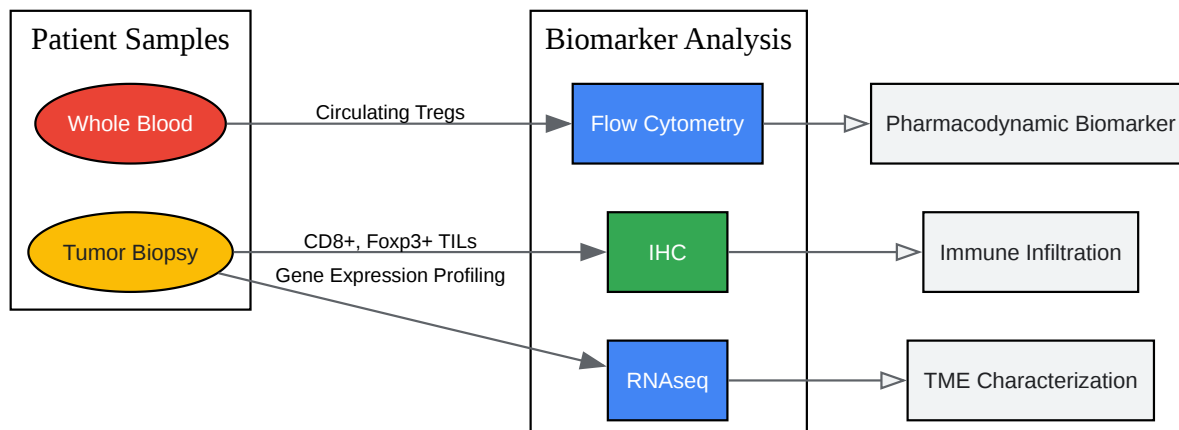 Patient Samples
Biomarker Analysis
Whole Blood
Circulating Tregs
Flow Cytometry
Pharmacodynamic Biomarker
Tumor Biopsy
CD8+, Foxp3+ TILs
IHC
Immune Infiltration
Gene Expression Profiling
RNAseq
TME Characterization